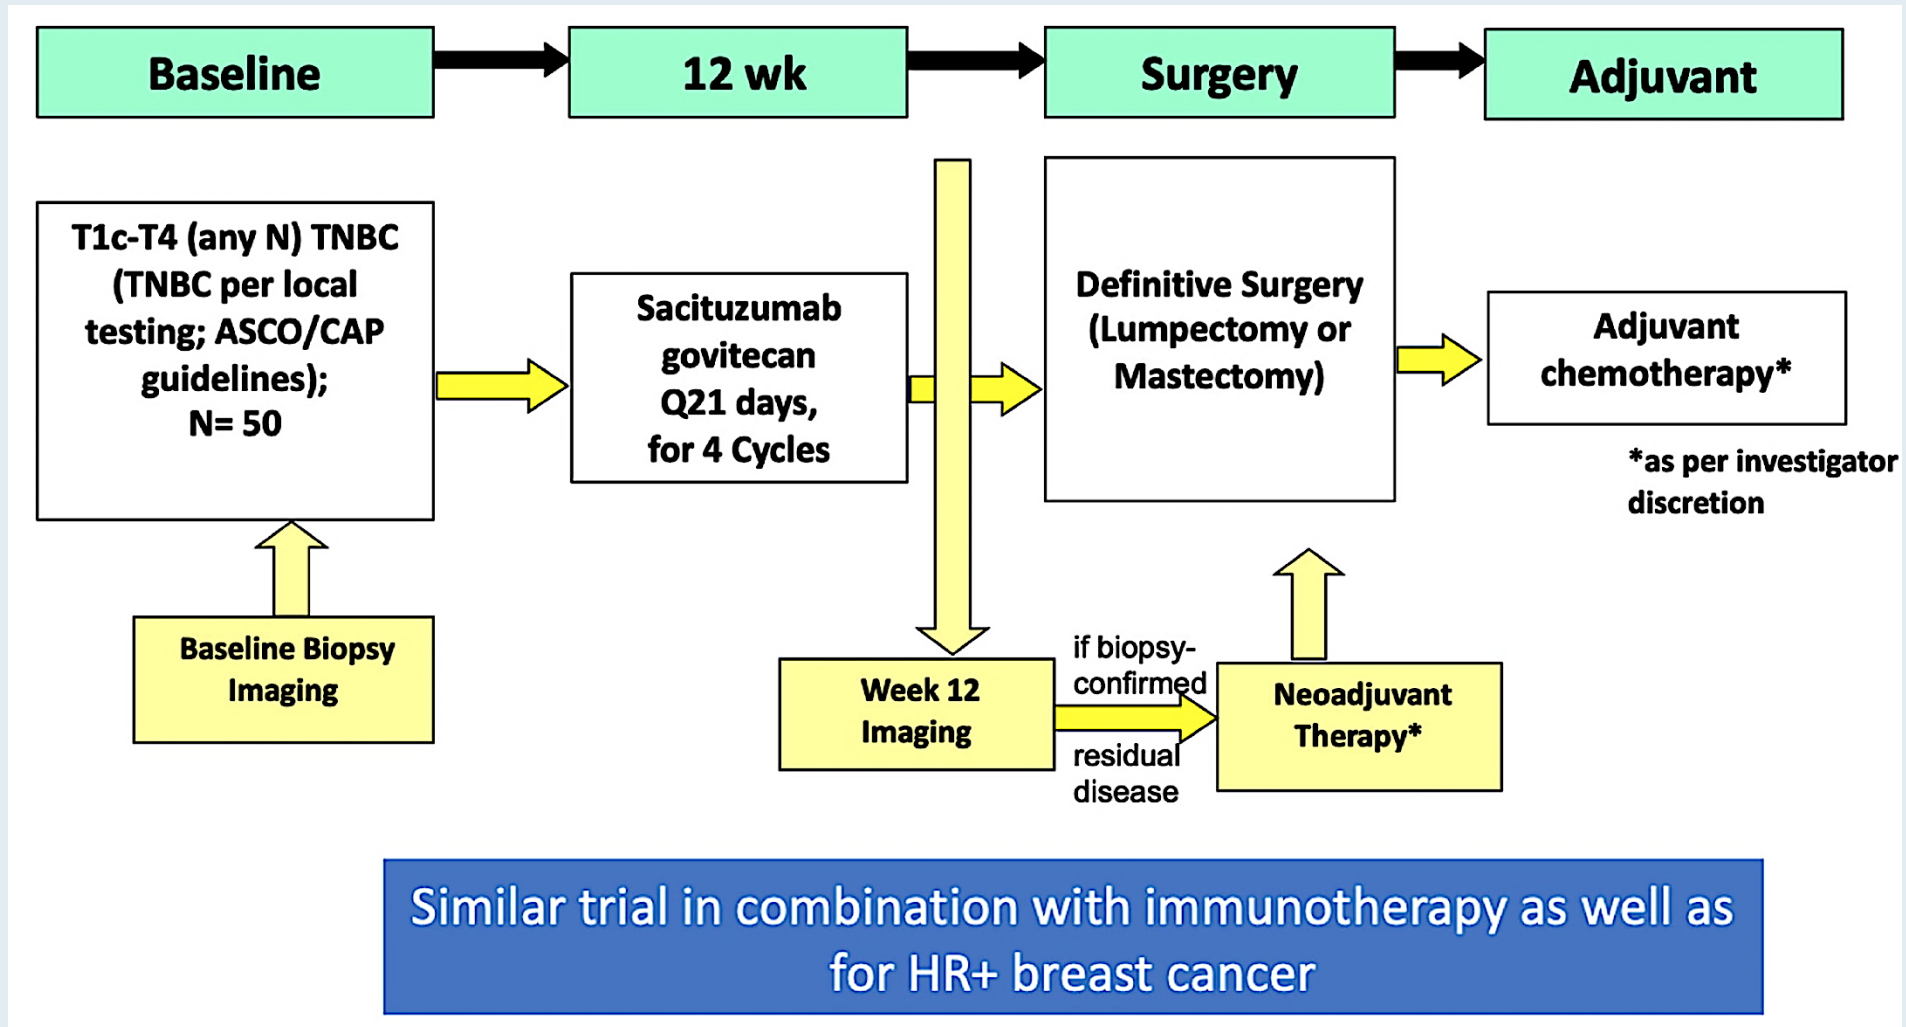 Baseline
12 wk
Surgery
Adjuvant
T1c-T4 (any N) TNBC
(TNBC per local
testing; ASCO/CAP
guidelines);
N= 50
Sacituzumab
govitecan
Q21 days,
for 4 Cycles
Definitive Surgery
(Lumpectomy or
Mastectomy)
Adjuvant
chemotherapy*
*as per investigator
discretion
Baseline Biopsy
Imaging
Week 12
Imaging
if biopsy-
confirmed
residual
disease
Neoadjuvant
Therapy*
Similar trial in combination with immunotherapy as well as
for HR+ breast cancer